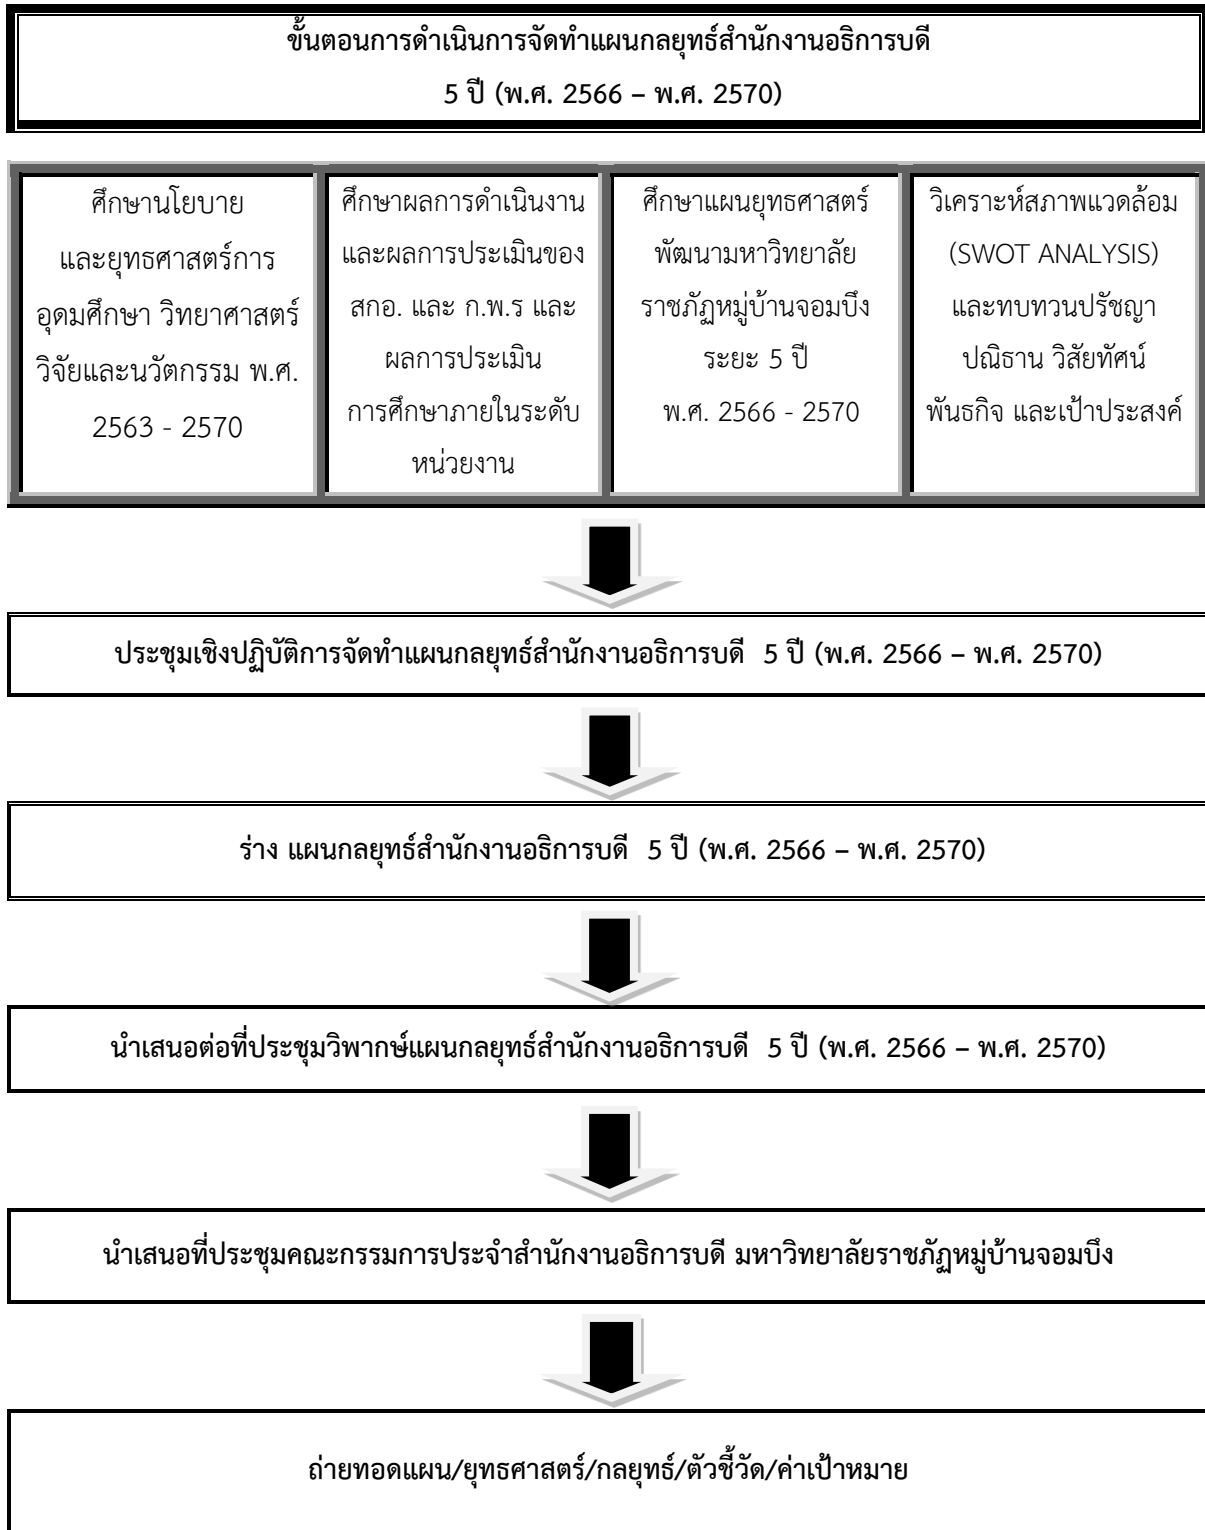 ขั้นตอนการดำเนินการจัดทำแผนกลยุทธ์สำนักงานอธิการบดี
5 ปี (พ.ศ. 2566 – พ.ศ. 2570)
ศึกษานโยบาย
และยุทธศาสตร์การ
อุดมศึกษา วิทยาศาสตร์
วิจัยและนวัตกรรม พ.ศ.
2563 - 2570
ศึกษาผลการดำเนินงาน
และผลการประเมินของ
สกอ. และ ก.พ.ร และ
ผลการประเมิน
การศึกษาภายในระดับ
หน่วยงาน
ศึกษาแผนยุทธศาสตร์
พัฒนามหาวิทยาลัย
ราชภัฏหมู่บ้านจอมบึง
ระยะ 5 ปี
พ.ศ. 2566 - 2570
วิเคราะห์สภาพแวดล้อม
(SWOT ANALYSIS)
และทบทวนปรัชญา
ปณิธาน วิสัยทัศน์
พันธกิจ และเป้าประสงค์
ประชุมเชิงปฏิบัติการจัดทำแผนกลยุทธ์สำนักงานอธิการบดี 5 ปี (พ.ศ. 2566 – พ.ศ. 2570)
ร่าง แผนกลยุทธ์สำนักงานอธิการบดี 5 ปี (พ.ศ. 2566 – พ.ศ. 2570)
นำเสนอต่อที่ประชุมวิพากษ์แผนกลยุทธ์สำนักงานอธิการบดี 5 ปี (พ.ศ. 2566 – พ.ศ. 2570)
นำเสนอที่ประชุมคณะกรรมการประจำสำนักงานอธิการบดี มหาวิทยาลัยราชภัฏหมู่บ้านจอมบึง
ถ่ายทอดแผน/ยุทธศาสตร์/กลยุทธ์/ตัวชี้วัด/ค่าเป้าหมาย